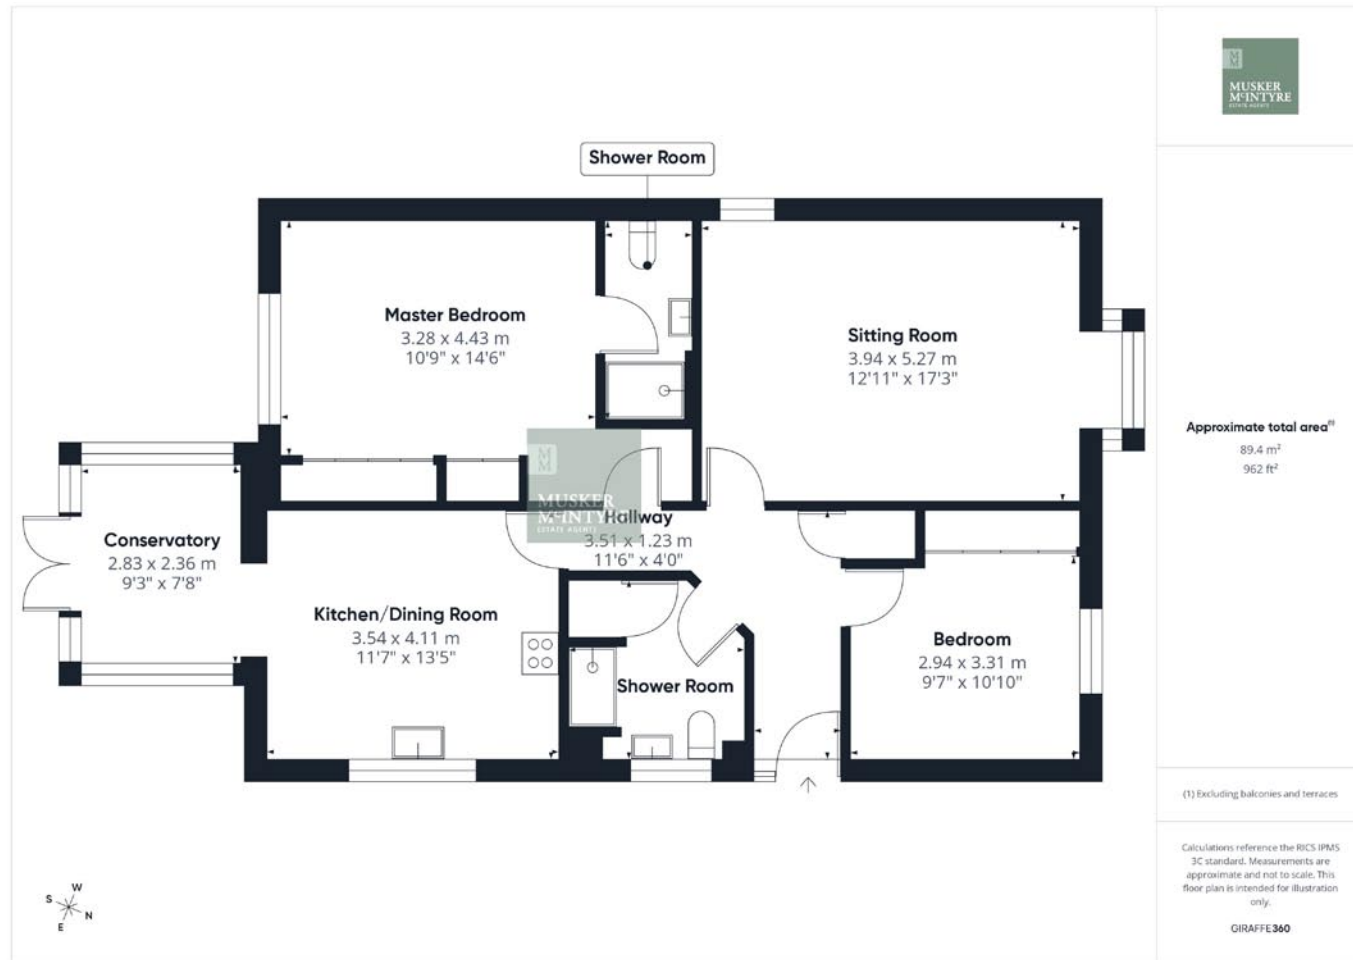 Shower Room
Master Bedroom
3.28 x 4.43 m
10'9" x 14'6"
Sitting Room
3.94 x 5.27 m
12'11" x 17'3"
Conservatory
2.83 x 2.36 m
9'3" x 7'8"
Kitchen/Dining Room
3.54 x 4.11 m
11'7" x 13'5"
MUSKER
McINTYRE
ESTATE AGENTS
Hallway
3.51 x 1.23 m
11'6" x 4'0"
Shower Room
Bedroom
2.94 x 3.31 m
9'7" x 10'10"
W
S
N
E
M
M
MUSKER
McINTYRE
ESTATE AGENTS
Approximate total area(1)
89.4 m²
962 ft²
(1) Excluding balconies and terraces
Calculations reference the RICS IPMS
3C standard. Measurements are
approximate and not to scale. This
floor plan is intended for illustration
only.
GIRAFFE360